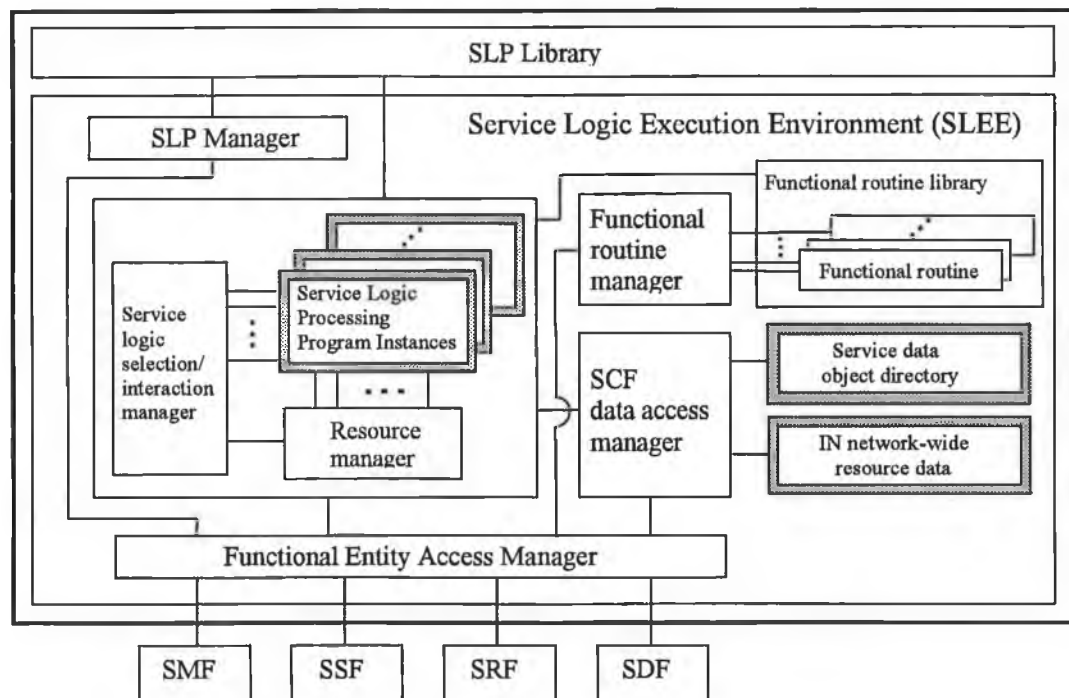 SLP Library
Service Logic Execution Environment (SLEE)
SLP Manager
Functional routine library
Functional
routine
manager
Functional routine
Service Logic
Processing
Program Instances
Service
logic
selection/
interaction
manager
Resource
manager
SCF
data access
manager
Service data
object directory
IN network-wide
resource data
Functional Entity Access Manager
SMF
SSF
SRF
SDF